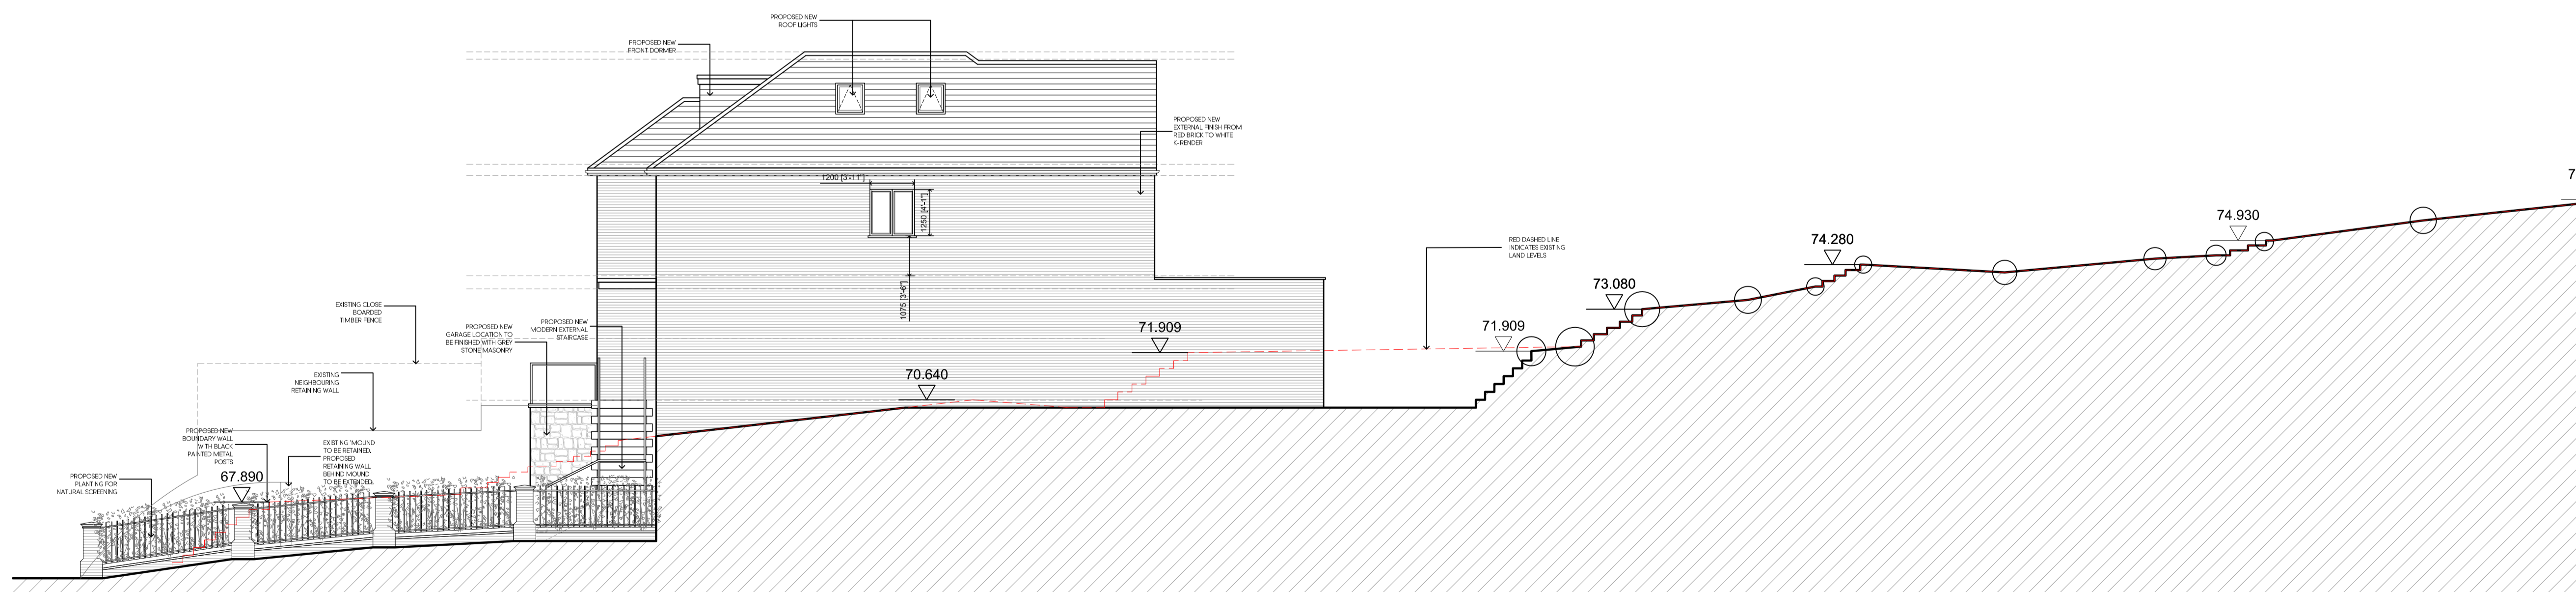 PROPOSED NEW
ROOF LIGHTS
PROPOSED NEW
FRONT DORMER
PROPOSED NEW
EXTERNAL FINISH FROM
RED BRICK TO WHITE
K-RENDER
1200 [3'-11"]
1250 [4'-1"]
1075 [3'-6"]
RED DASHED LINE
INDICATES EXISTING
LAND LEVELS
EXISTING CLOSE
BOARDED
TIMBER FENCE
PROPOSED NEW
GARAGE LOCATION TO
BE FINISHED WITH GREY
STONE MASONRY
PROPOSED NEW
MODERN EXTERNAL
STAIRCASE
EXISTING
NEIGHBOURING
RETAINING WALL
PROPOSED NEW
BOUNDARY WALL
WITH BLACK
PAINTED METAL
POSTS
EXISTING 'MOUND
TO BE RETAINED.
PROPOSED
RETAINING WALL
BEHIND MOUND
TO BE EXTENDED.
PROPOSED NEW
PLANTING FOR
NATURAL SCREENING
67.890
70.640
71.909
71.909
73.080
74.280
74.930
7